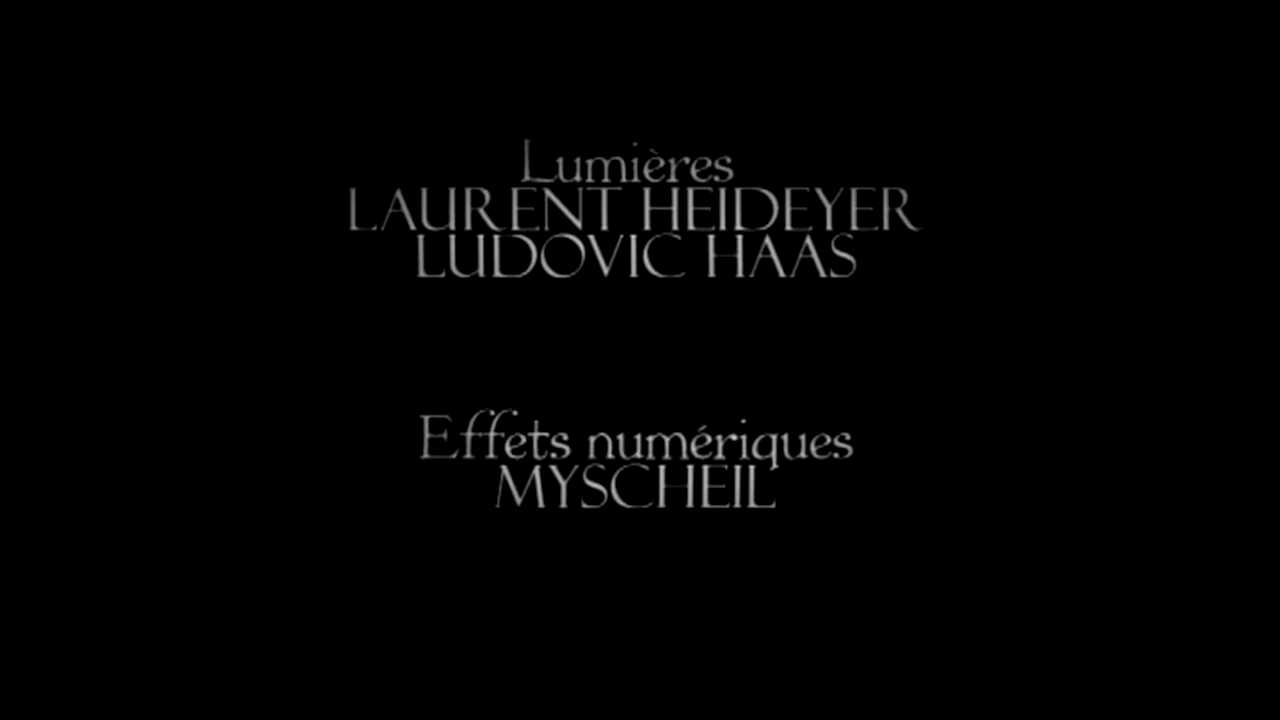 Lumières
LAURENT HEIDEYER
LUDOVIC HAAS
Effets numériques
MYSCHEIL